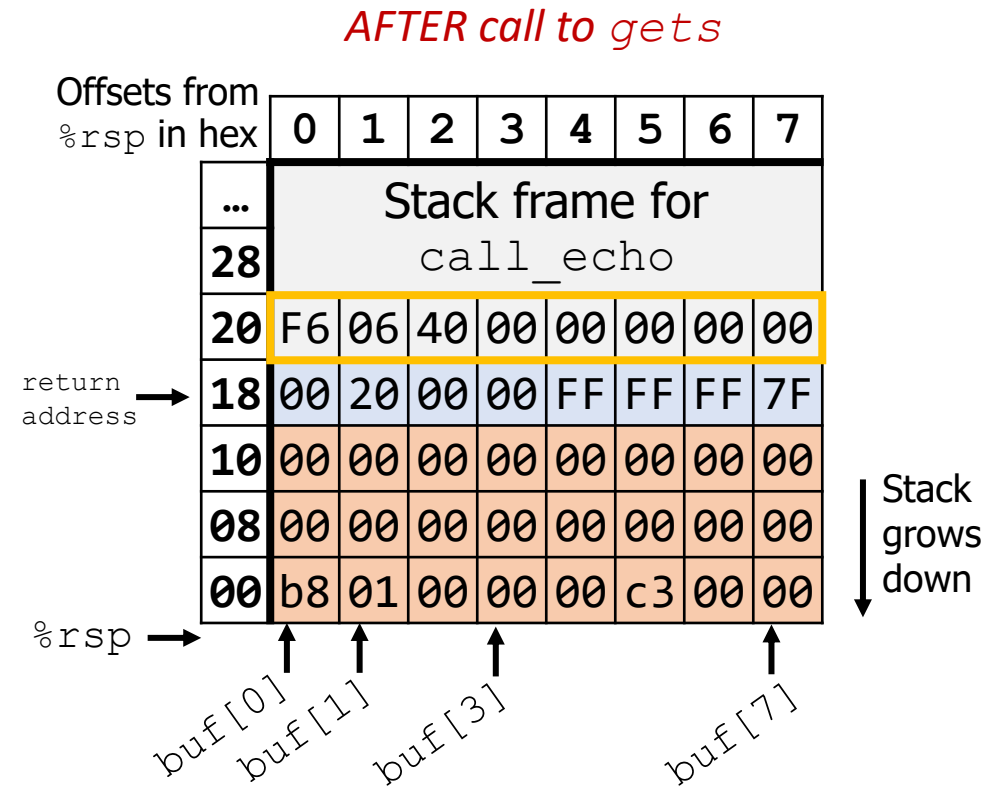 AFTER call to gets
Offsets from
%rsp in hex
0 1 2 3 4 5 6 7
… Stack frame for
28 call_echo
20 F6 06 40 00 00 00 00 00
return
address
18 00 20 00 00 FF FF FF 7F
10 00 00 00 00 00 00 00 00
08 00 00 00 00 00 00 00 00
00 b8 01 00 00 00 c3 00 00
Stack
grows
down
%rsp
buf[0]
buf[1]
buf[3]
buf[7]